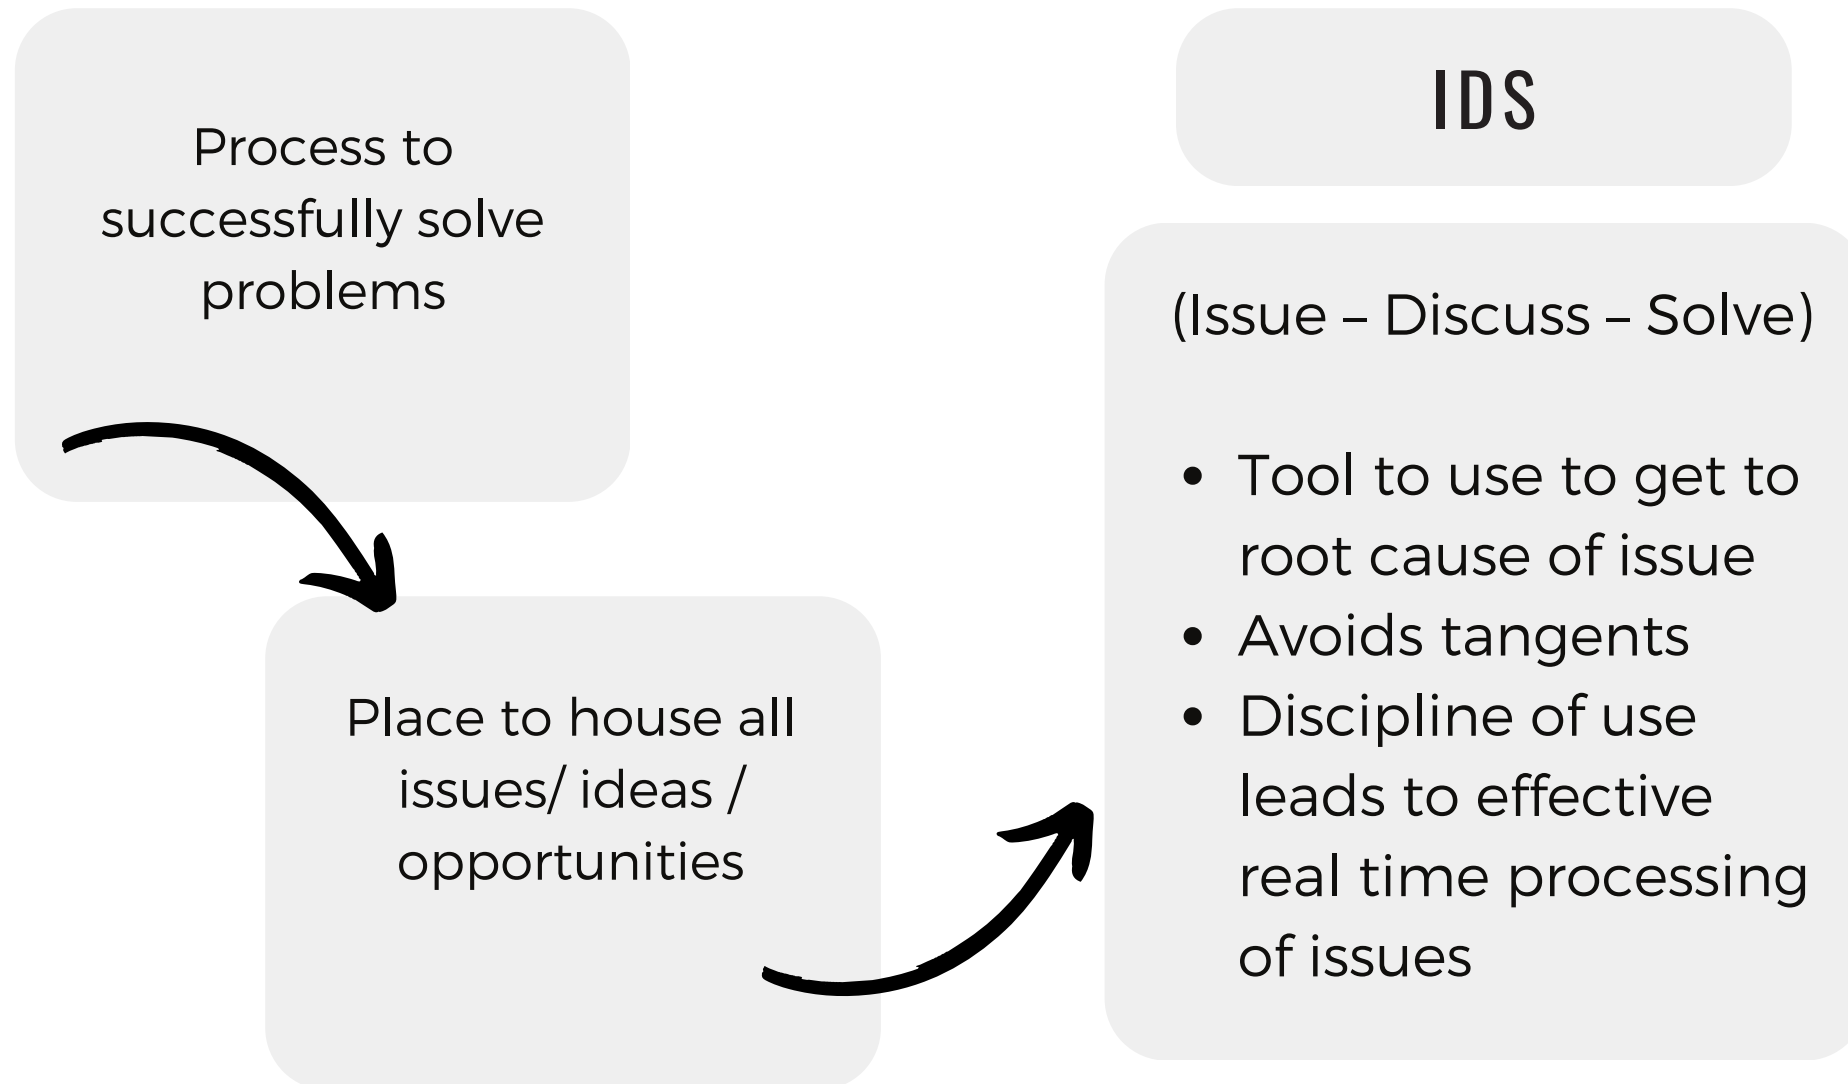 Process to
successfully solve
problems
Place to house all
issues/ ideas /
opportunities
IDS
(Issue – Discuss – Solve)
• Tool to use to get to
root cause of issue
• Avoids tangents
• Discipline of use
leads to effective
real time processing
of issues